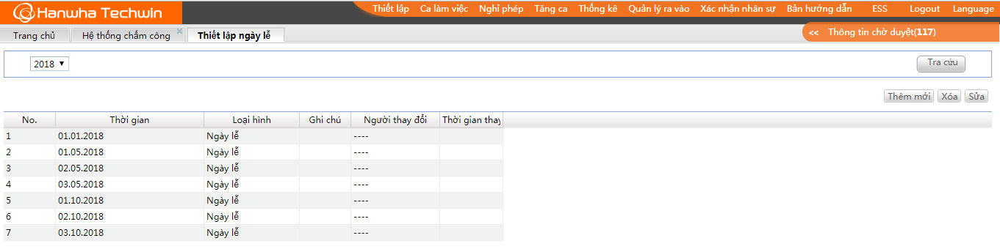 Hanwha Techwin
Thiết lập Ca làm việc Nghỉ phép Tăng ca Thống kê Quản lý ra vào Xác nhận nhân sự Bản hướng dẫn ESS Logout Language
Trang chủ Hệ thống chấm công Thiết lập ngày lễ << Thông tin chờ duyệt(117)
2018 Tra cứu
Thêm mới Xóa Sửa
No. Thời gian Loại hình Ghi chú Người thay đổi Thời gian thay
1 01.01.2018 Ngày lễ ----
2 01.05.2018 Ngày lễ ----
3 02.05.2018 Ngày lễ ----
4 03.05.2018 Ngày lễ ----
5 01.10.2018 Ngày lễ ----
6 02.10.2018 Ngày lễ ----
7 03.10.2018 Ngày lễ ----